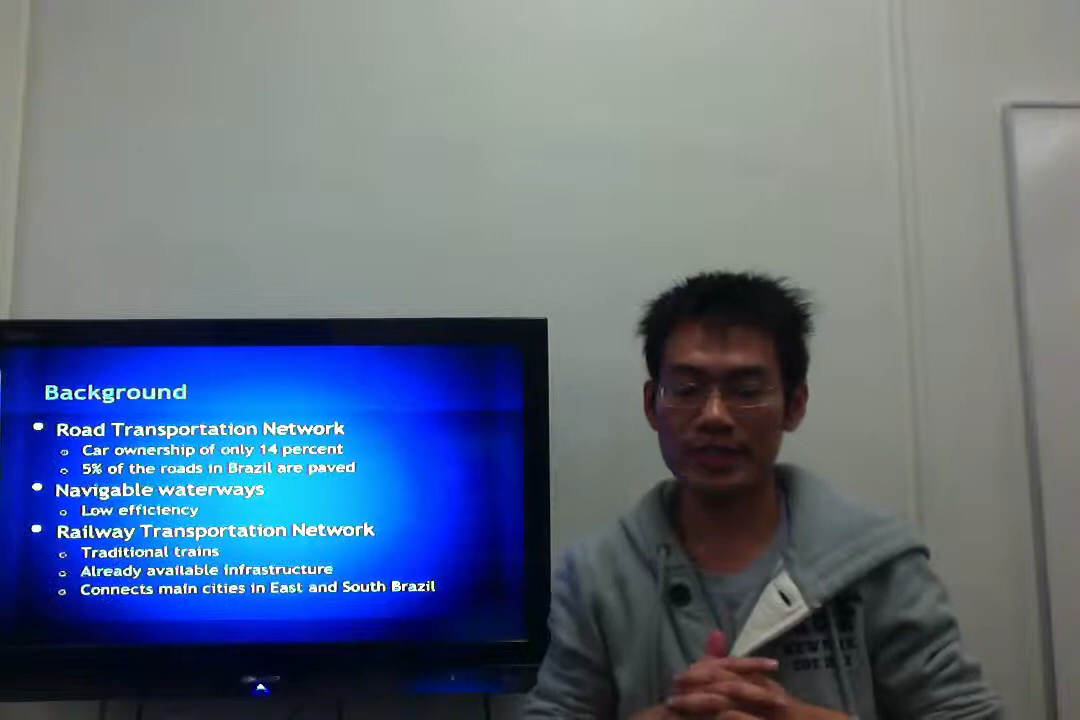 Background
• Road Transportation Network
o Car ownership of only 14 percent
o 5% of the roads in Brazil are paved
• Navigable waterways
o Low efficiency
• Railway Transportation Network
o Traditional trains
o Already available infrastructure
o Connects main cities in East and South Brazil
NEW